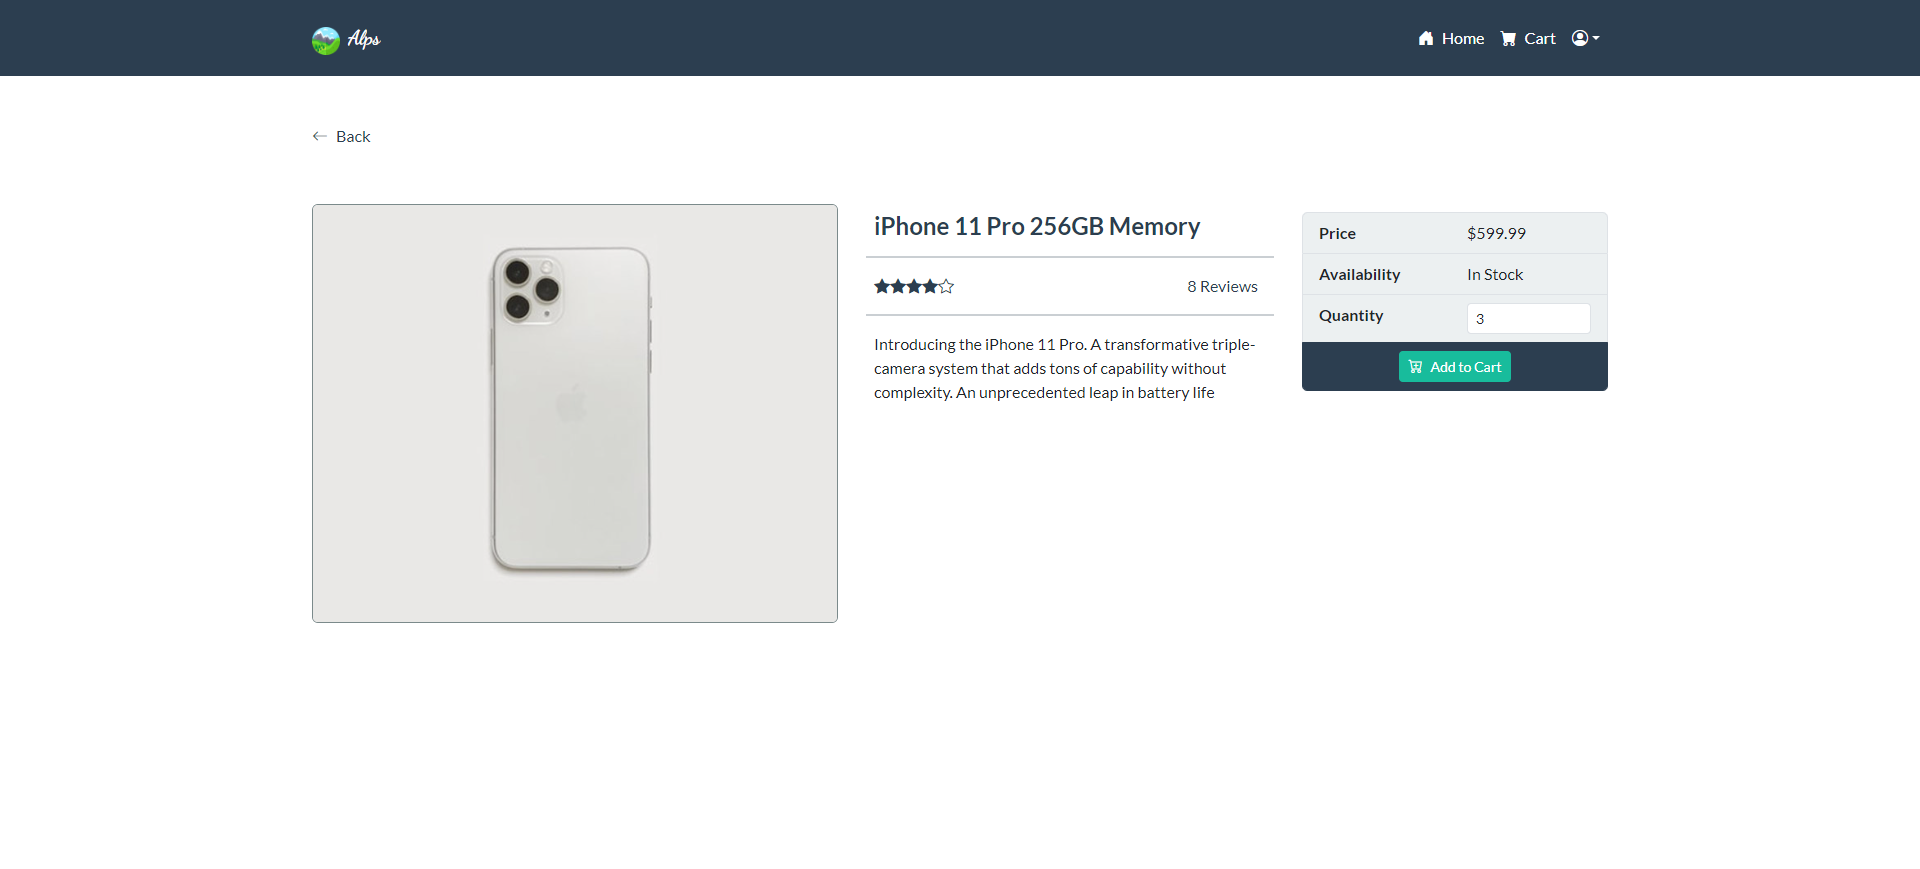 Alps
Home
Cart
Back
iPhone 11 Pro 256GB Memory
8 Reviews
Introducing the iPhone 11 Pro. A transformative triple-
camera system that adds tons of capability without
complexity. An unprecedented leap in battery life
Price $599.99
Availability In Stock
Quantity 3
Add to Cart